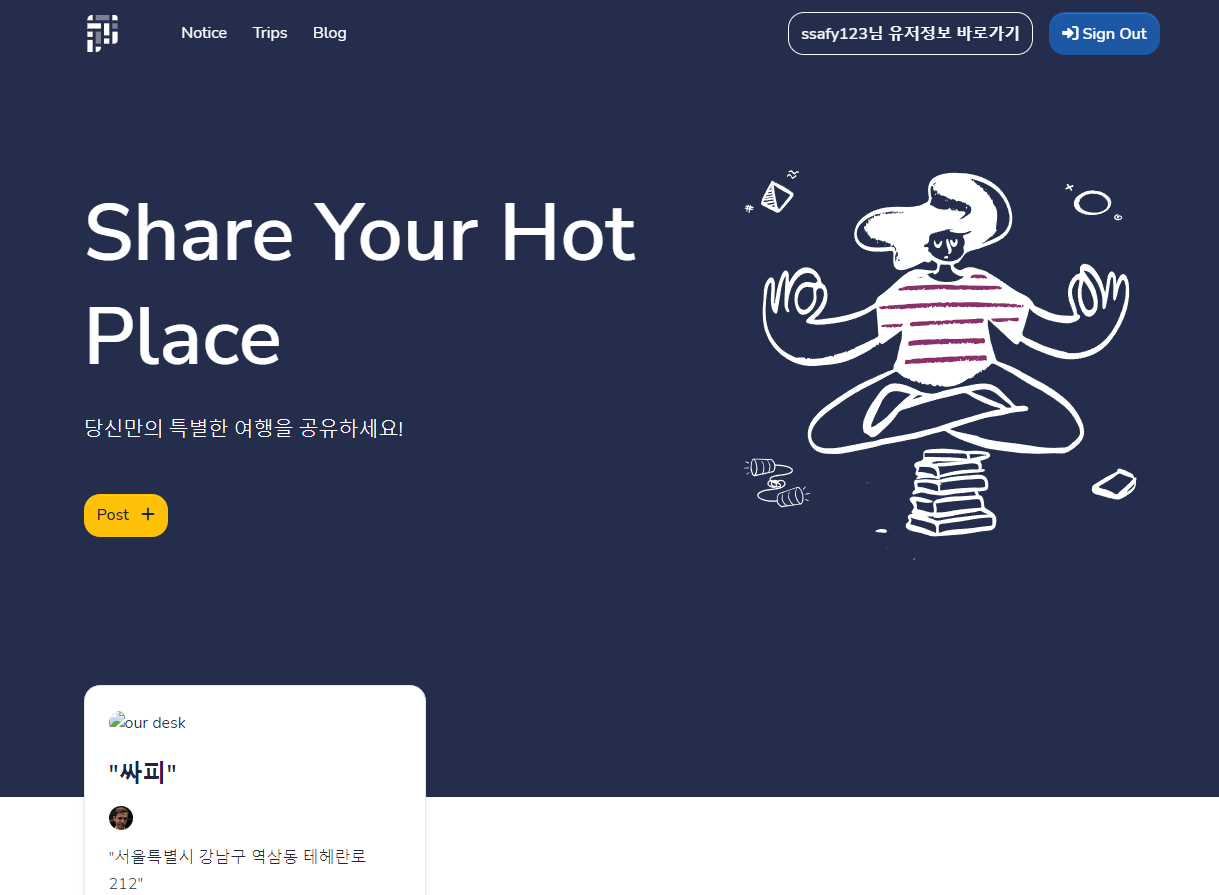 Notice Trips Blog ssafy123님 유저정보 바로가기 Sign Out
Share Your Hot
Place
당신만의 특별한 여행을 공유하세요!
Post +
our desk
"싸피"
"서울특별시 강남구 역삼동 테헤란로
212"